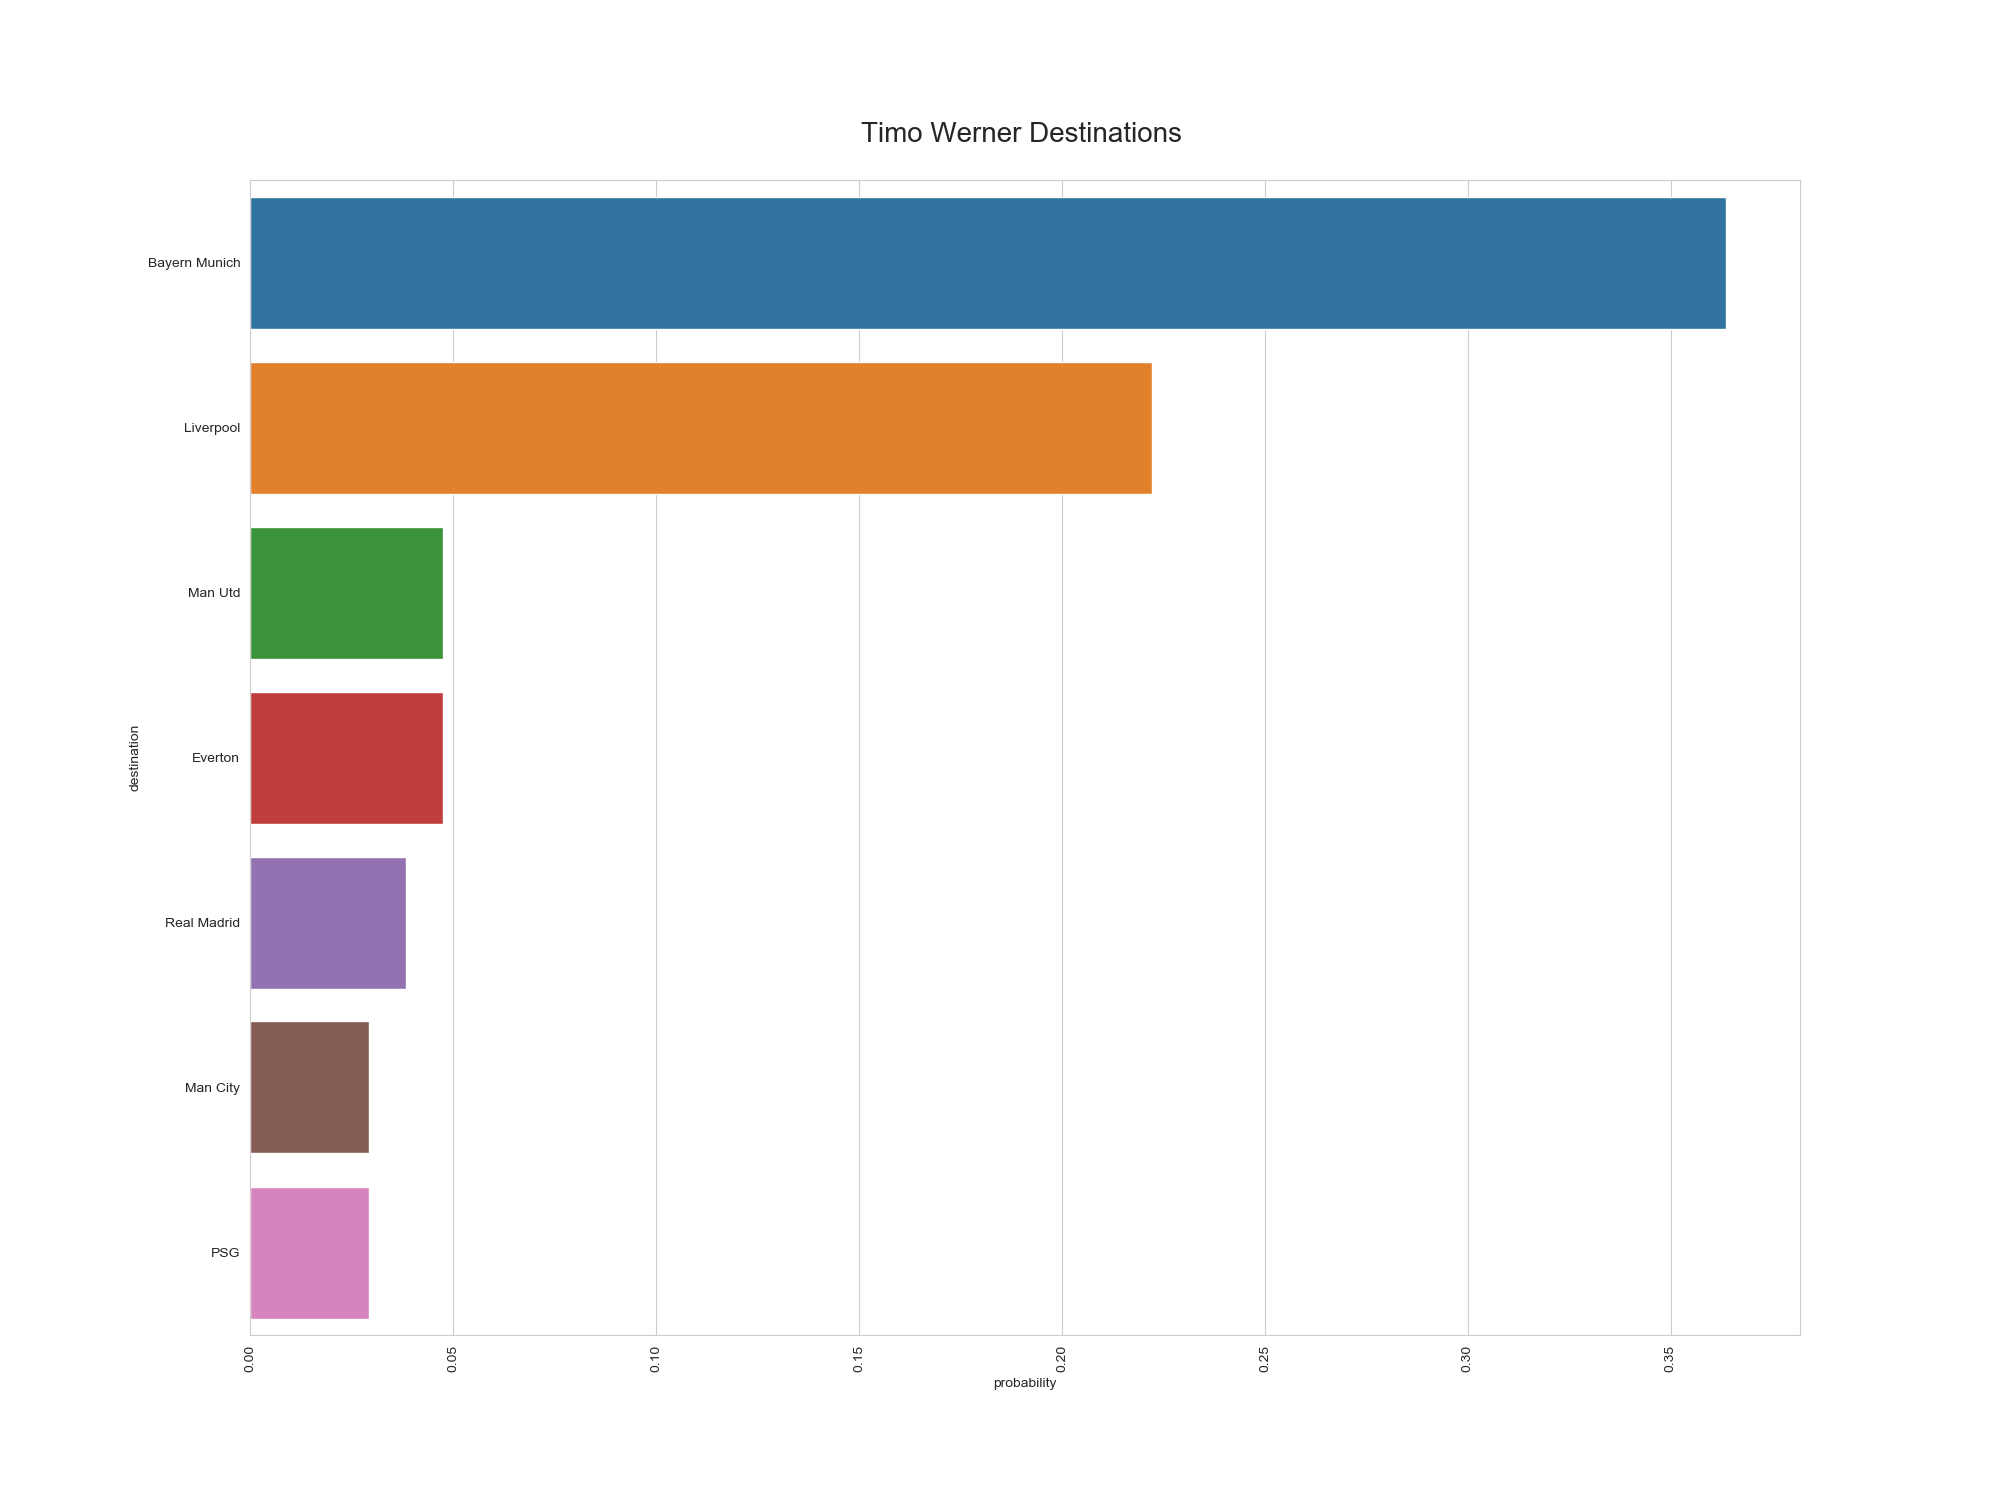 Timo Werner Destinations
Bayern Munich
Liverpool
Man Utd
Everton
Real Madrid
Man City
PSG
destination
0.00
0.05
0.10
0.15
0.20
0.25
0.30
0.35
probability